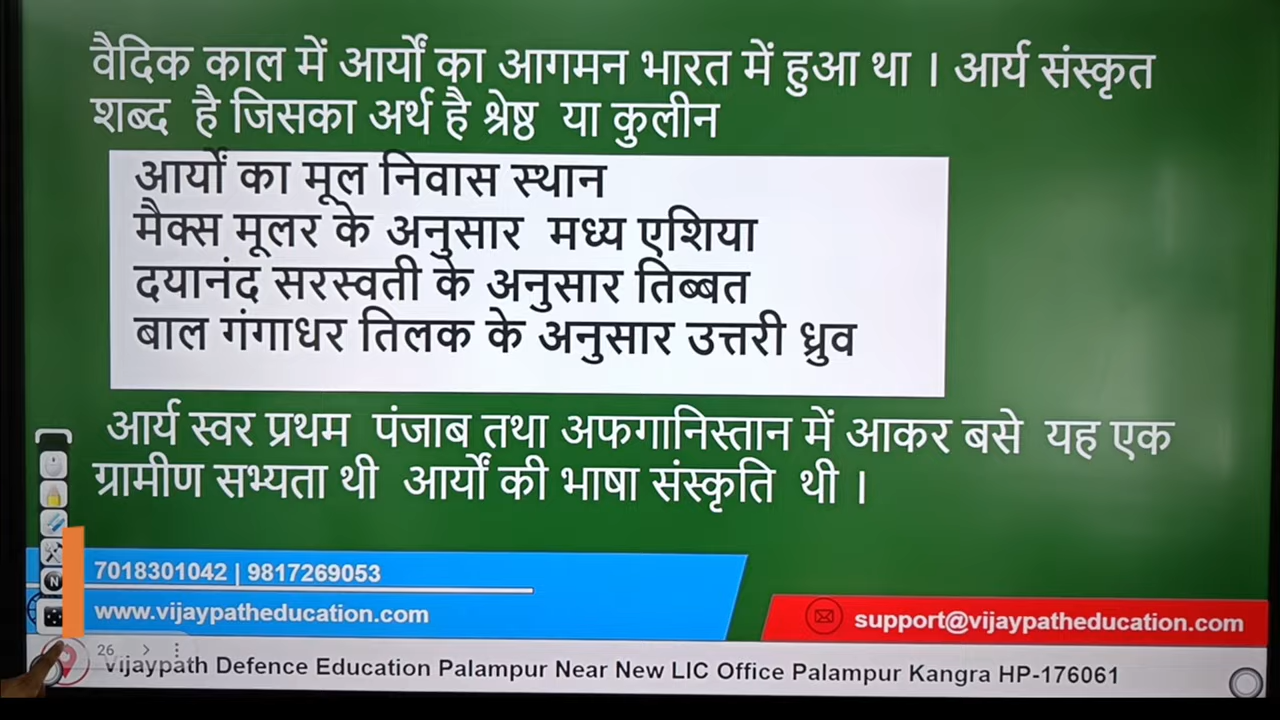 वैदिक काल में आर्यों का आगमन भारत में हुआ था । आर्य संस्कृत
शब्द है जिसका अर्थ है श्रेष्ठ या कुलीन
आर्यों का मूल निवास स्थान
मैक्स मूलर के अनुसार मध्य एशिया
दयानंद सरस्वती के अनुसार तिब्बत
बाल गंगाधर तिलक के अनुसार उत्तरी ध्रुव
आर्य स्वर प्रथम पंजाब तथा अफगानिस्तान में आकर बसे यह एक
ग्रामीण सभ्यता थी आर्यों की भाषा संस्कृति थी ।
7018301042 | 9817269053
www.vijaypatheducation.com
support@vijaypatheducation.com
26
Vijaypath Defence Education Palampur Near New LIC Office Palampur Kangra HP-176061
N